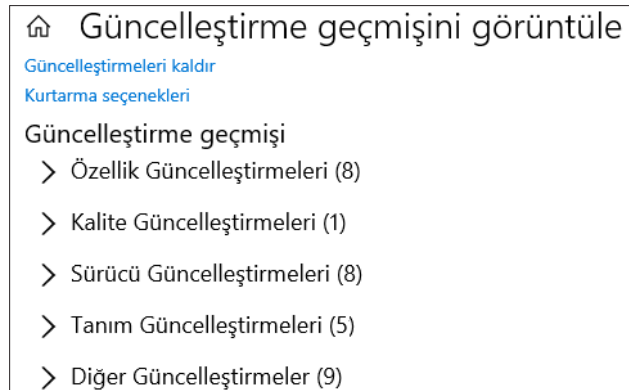 Güncelleştirme geçmişini görüntüle
Güncelleştirmeleri kaldır
Kurtarma seçenekleri
Güncelleştirme geçmişi
Özellik Güncelleştirmeleri (8)
Kalite Güncelleştirmeleri (1)
Sürücü Güncelleştirmeleri (8)
Tanım Güncelleştirmeleri (5)
Diğer Güncelleştirmeler (9)